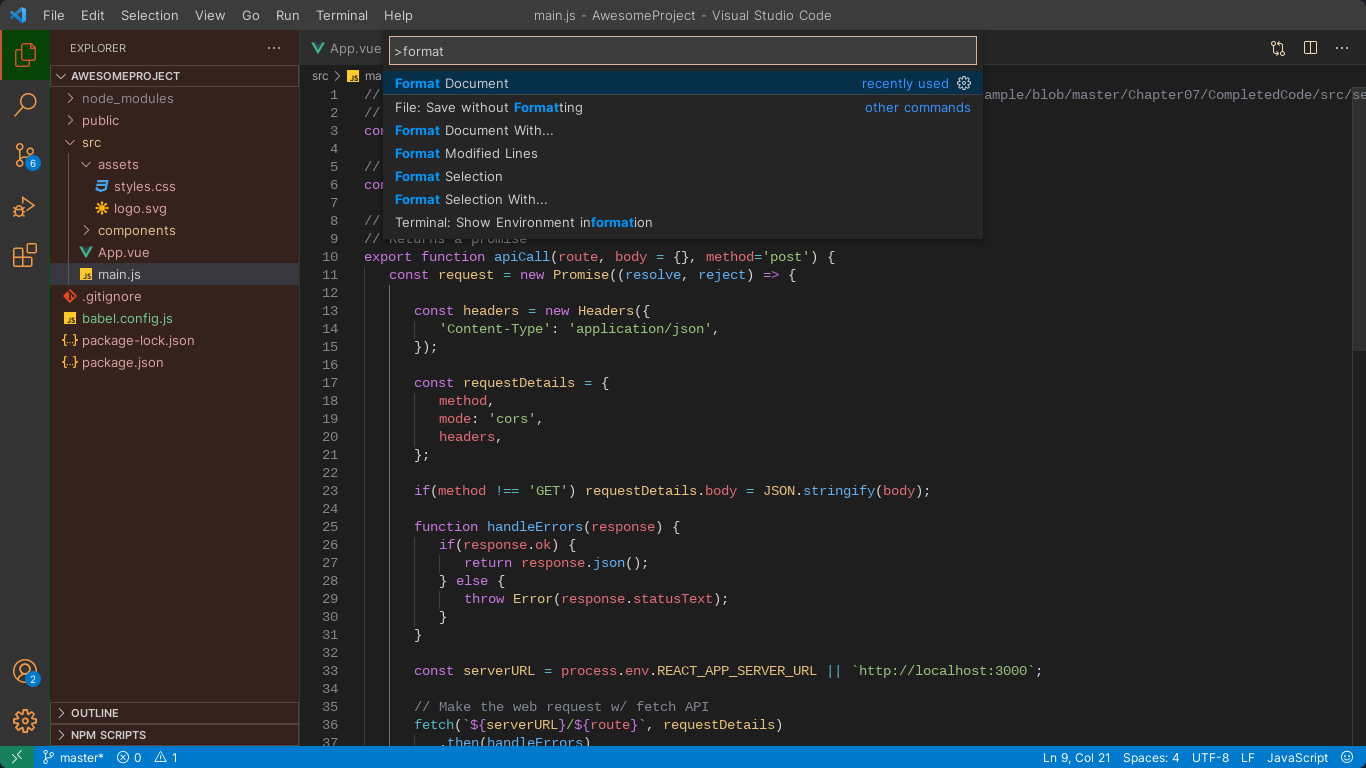 File Edit Selection View Go Run Terminal Help main.js - AwesomeProject - Visual Studio Code
EXPLORER
AWESOMEPROJECT
node_modules
public
src
assets
styles.css
logo.svg
components
App.vue
main.js
.gitignore
babel.config.js
package-lock.json
package.json
OUTLINE
NPM SCRIPTS
6
2
App.vue
>format
Format Document recently used
File: Save without Formatting other commands
Format Document With...
Format Modified Lines
Format Selection
Format Selection With...
Terminal: Show Environment information
src > JS ma
1 // ample/blob/master/Chapter07/CompletedCode/src/se
2 //
3 con
4
5 //
6 con
7
8 //
9 // Returns a promise
10 export function apiCall(route, body = {}, method='post') {
11 const request = new Promise((resolve, reject) => {
12
13 const headers = new Headers({
14 'Content-Type': 'application/json',
15 });
16
17 const requestDetails = {
18 method,
19 mode: 'cors',
20 headers,
21 };
22
23 if(method !== 'GET') requestDetails.body = JSON.stringify(body);
24
25 function handleErrors(response) {
26 if(response.ok) {
27 return response.json();
28 } else {
29 throw Error(response.statusText);
30 }
31 }
32
33 const serverURL = process.env.REACT_APP_SERVER_URL || `http://localhost:3000`;
34
35 // Make the web request w/ fetch API
36 fetch(`${serverURL}/${route}`, requestDetails)
37 .then(handleErrors)
master* 0 1 Ln 9, Col 21 Spaces: 4 UTF-8 LF JavaScript